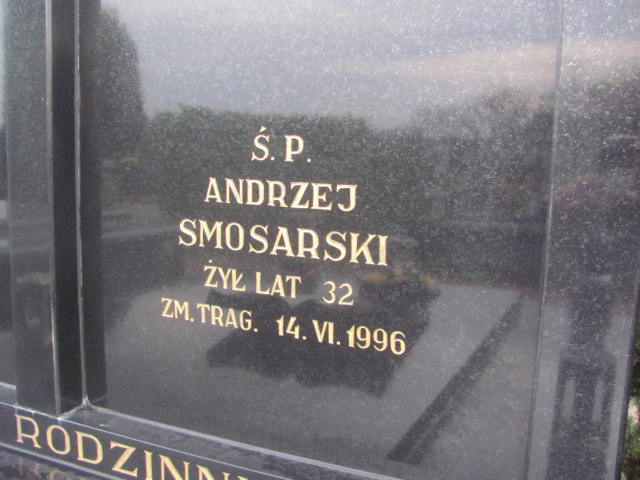 Ś. P.
ANDRZEJ
SMOSARSKI
ŻYŁ LAT 32
ZM. TRAG. 14. VI. 1996